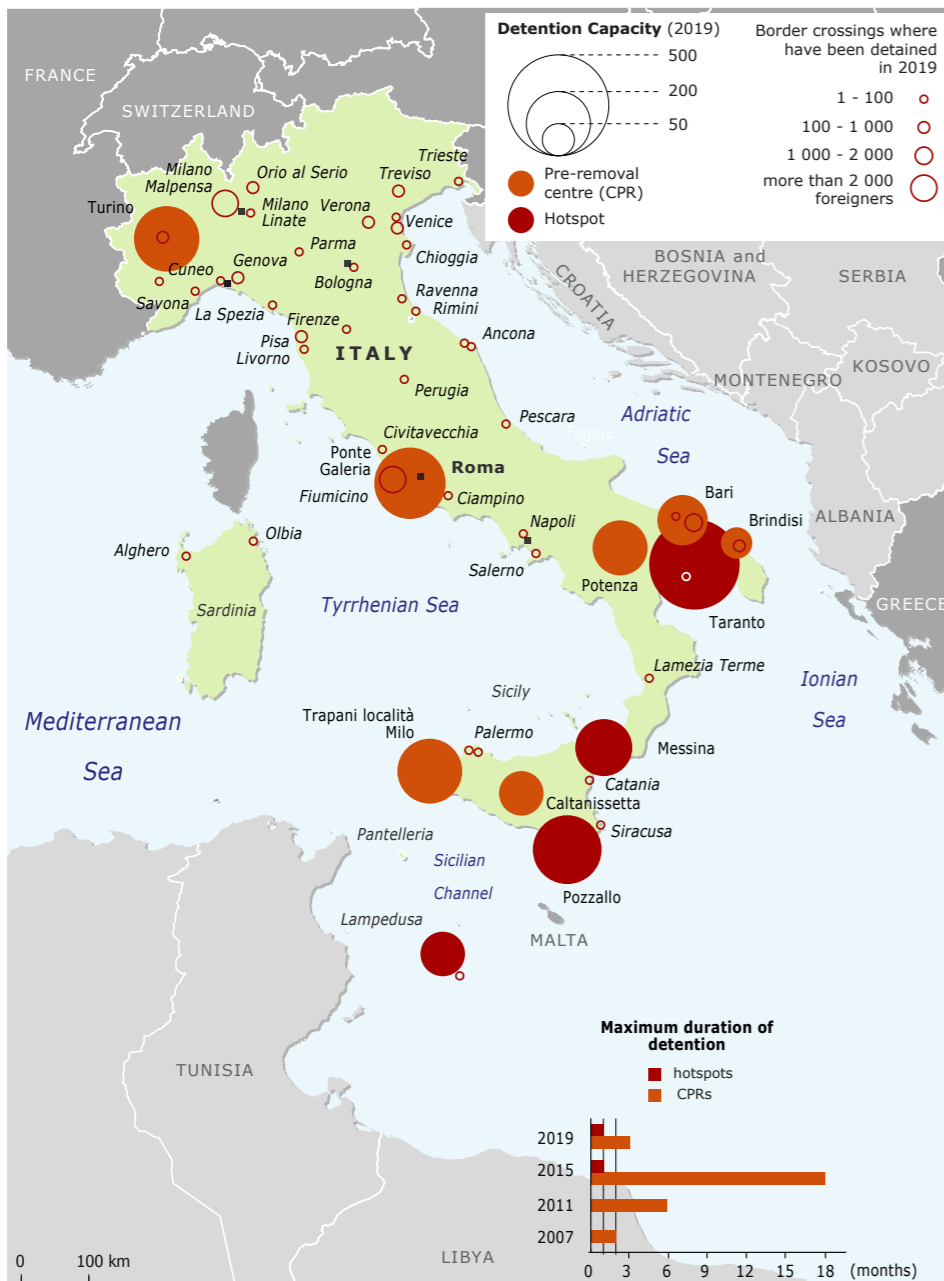 Detention Capacity (2019)
500
200
50
Pre-removal
centre (CPR)
Hotspot
Border crossings where
have been detained
in 2019
1 - 100
100 - 1 000
1 000 - 2 000
more than 2 000
foreigners
FRANCE
SWITZERLAND
Milano
Malpensa
Orio al Serio
Trieste
Treviso
Turino
Milano
Linate
Verona
Venice
Parma
Chioggia
Cuneo
Genova
Bologna
Savona
Ravenna
Rimini
La Spezia
Firenze
Ancona
Pisa
Livorno
ITALY
Perugia
BOSNIA and
HERZEGOVINA
SERBIA
CROATIA
KOSOVO
MONTENEGRO
Pescara
Adriatic
Sea
Foggia
Civitavecchia
Ponte
Galeria
Roma
Fiumicino
Ciampino
Bari
Brindisi
ALBANIA
Napoli
Olbia
Alghero
Salerno
Potenza
Sardinia
Tyrrhenian Sea
Taranto
GREECE
Lamezia Terme
Ionian
Sea
Sicily
Mediterranean
Sea
Trapani località
Milo
Palermo
Messina
Catania
Caltanissetta
Siracusa
Pantelleria
Sicilian
Channel
Pozzallo
Lampedusa
MALTA
TUNISIA
LIBYA
Maximum duration of
detention
hotspots
CPRs
2019
2015
2011
2007
0 3 6 9 12 15 18 (months)
0 100 km